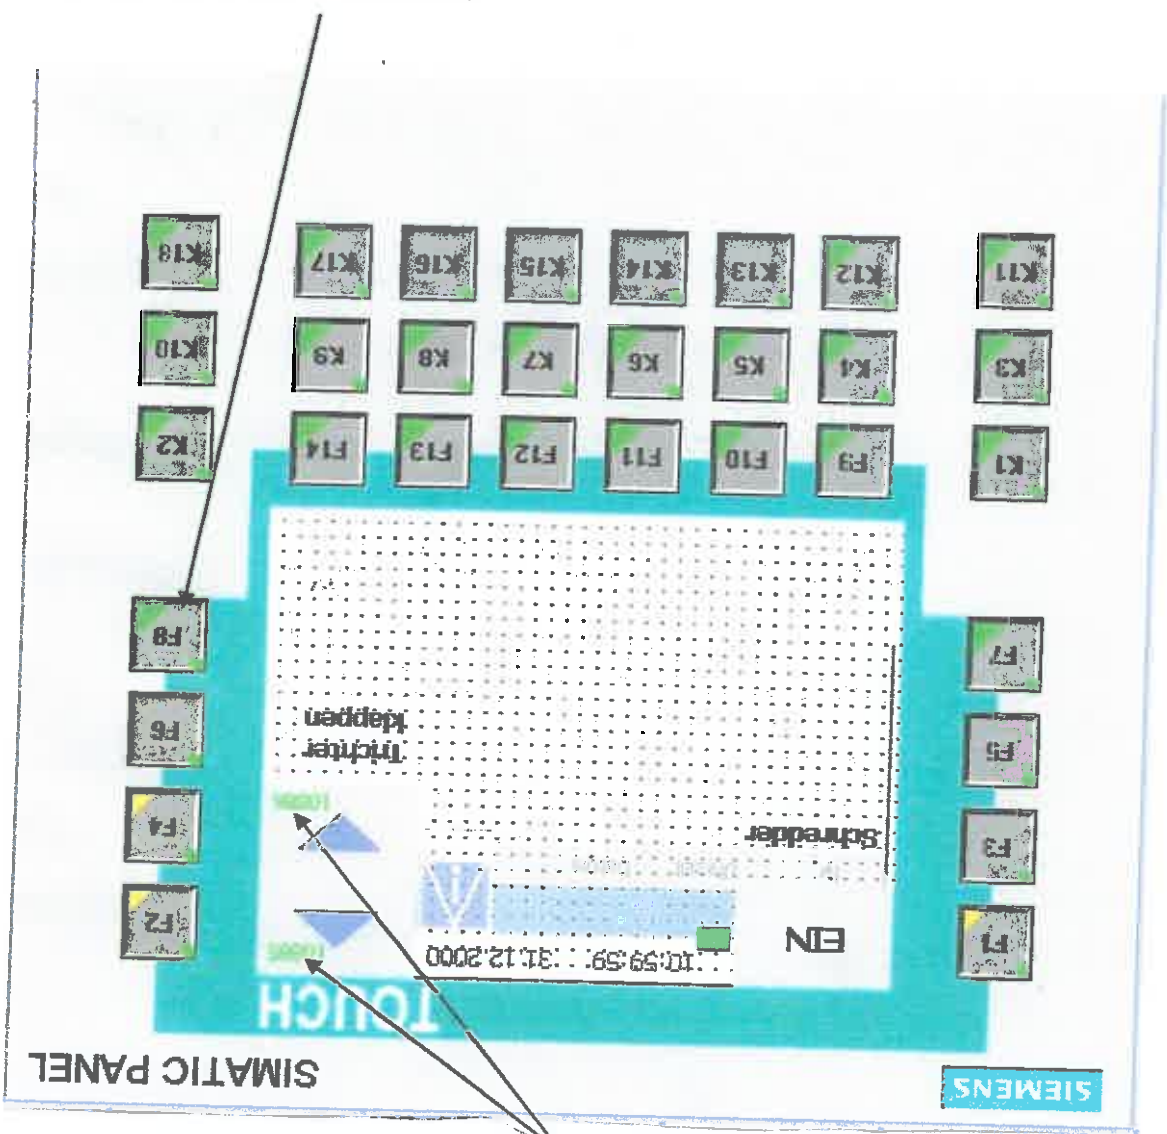 SIEMENS SIMATIC PANEL
TOUCH
10:59:59 31.12.2000
F1 EIN F2
Schredder
F3 F4
Trichter
klappen
F5 F6
F7 F8
K1 F9 F10 F11 F12 F13 F14 K2
K3 K4 K5 K6 K7 K8 K9 K10
K11 K12 K13 K14 K15 K16 K17 K18